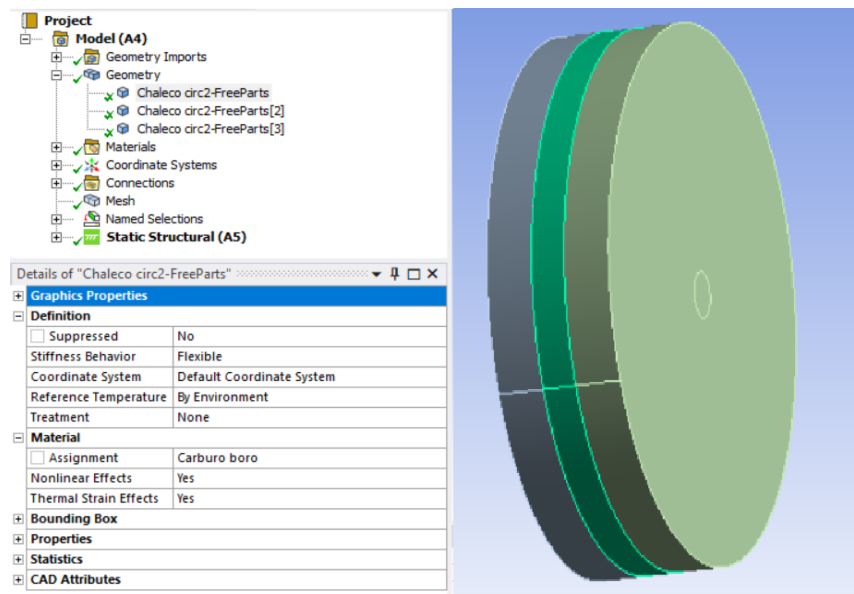 Project
Model (A4)
Geometry Imports
Geometry
Chaleco circ2-FreeParts
Chaleco circ2-FreeParts[2]
Chaleco circ2-FreeParts[3]
Materials
Coordinate Systems
Connections
Mesh
Named Selections
Static Structural (A5)
Details of "Chaleco circ2-FreeParts"
Graphics Properties
Definition
Suppressed No
Stiffness Behavior Flexible
Coordinate System Default Coordinate System
Reference Temperature By Environment
Treatment None
Material
Assignment Carburo boro
Nonlinear Effects Yes
Thermal Strain Effects Yes
Bounding Box
Properties
Statistics
CAD Attributes